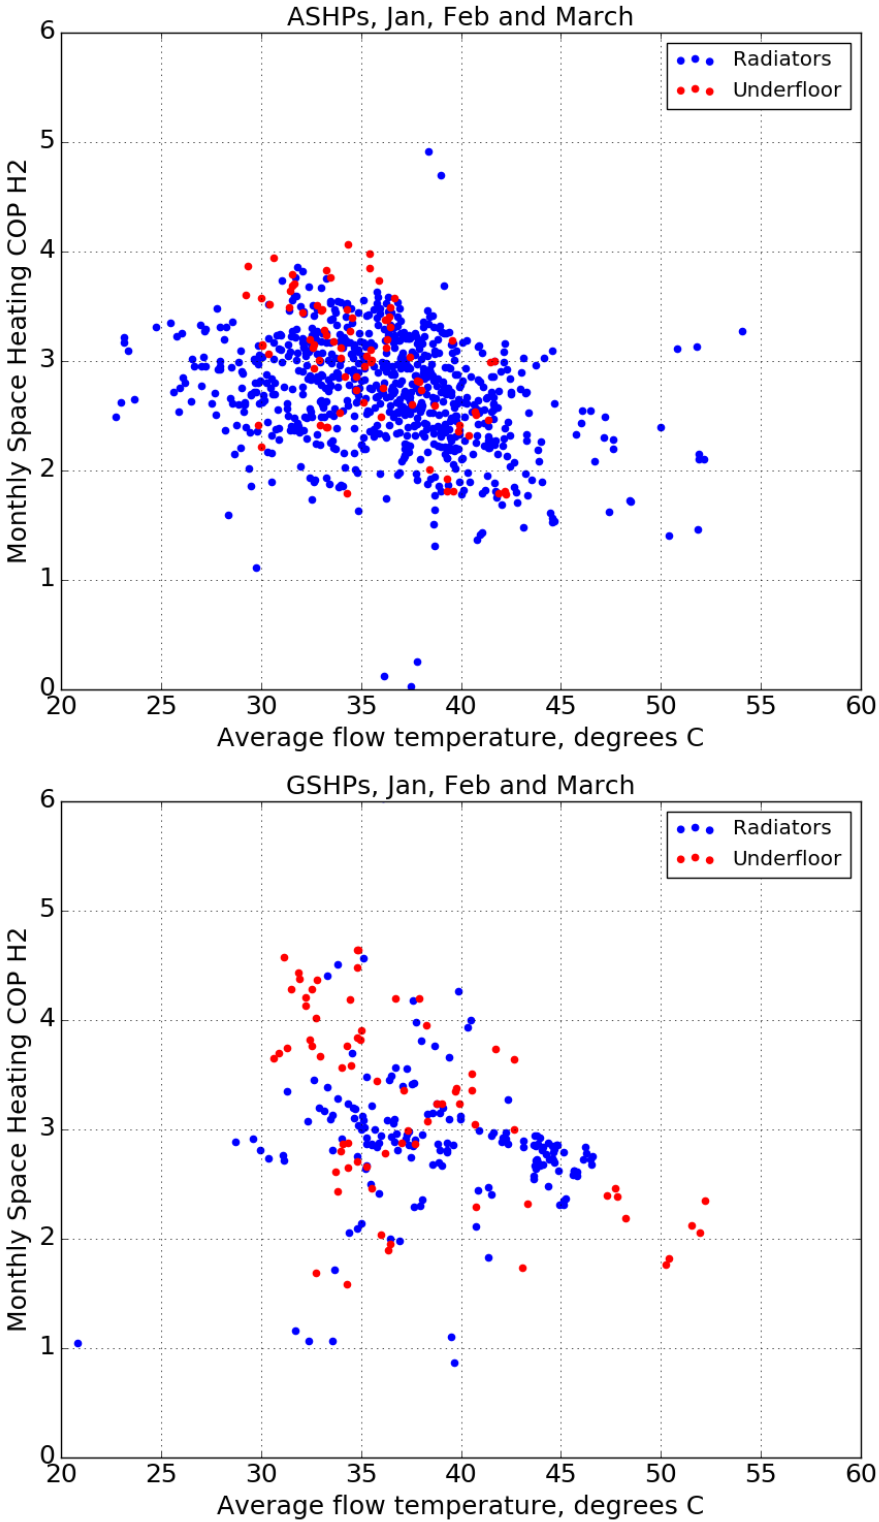 ASHPs, Jan, Feb and March
6
5
4
3
2
1
0
Monthly Space Heating COP H2
Radiators
Underfloor
20 25 30 35 40 45 50 55 60
Average flow temperature, degrees C
GSHPs, Jan, Feb and March
6
5
4
3
2
1
0
Monthly Space Heating COP H2
Radiators
Underfloor
20 25 30 35 40 45 50 55 60
Average flow temperature, degrees C